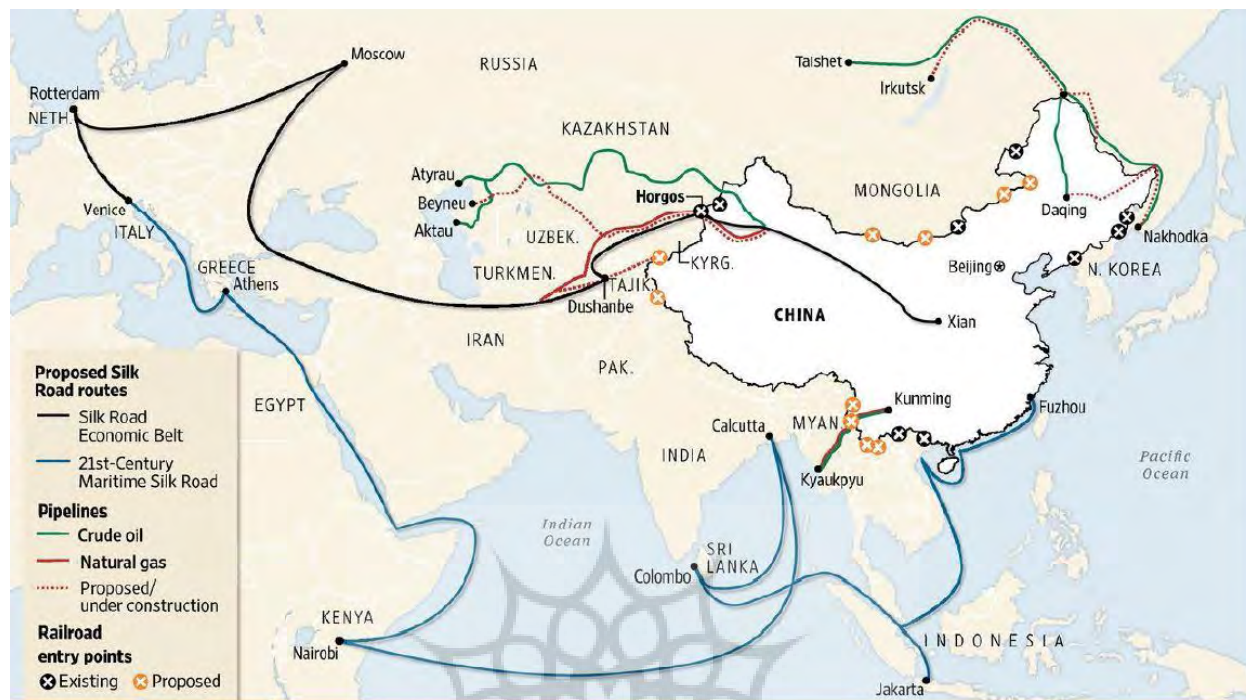 Moscow
RUSSIA
Taishet
Irkutsk
Rotterdam
NETH.
KAZAKHSTAN
Atyrau
Beyneu
Aktau
Horgos
MONGOLIA
Daqing
Nakhodka
Venice
ITALY
UZBEK.
GREECE
Athens
TURKMEN.
KYRG.
TAJIK.
Dushanbe
Beijing
N. KOREA
CHINA
Xian
IRAN
PAK.
EGYPT
Calcutta
INDIA
MYAN.
Kunming
Kyaukpyu
Fuzhou
Pacific
Ocean
Indian
Ocean
SRI
LANKA
Colombo
KENYA
Nairobi
INDONESIA
Jakarta
Proposed Silk
Road routes
Silk Road
Economic Belt
21st-Century
Maritime Silk Road
Pipelines
Crude oil
Natural gas
Proposed/
under construction
Railroad
entry points
Existing Proposed